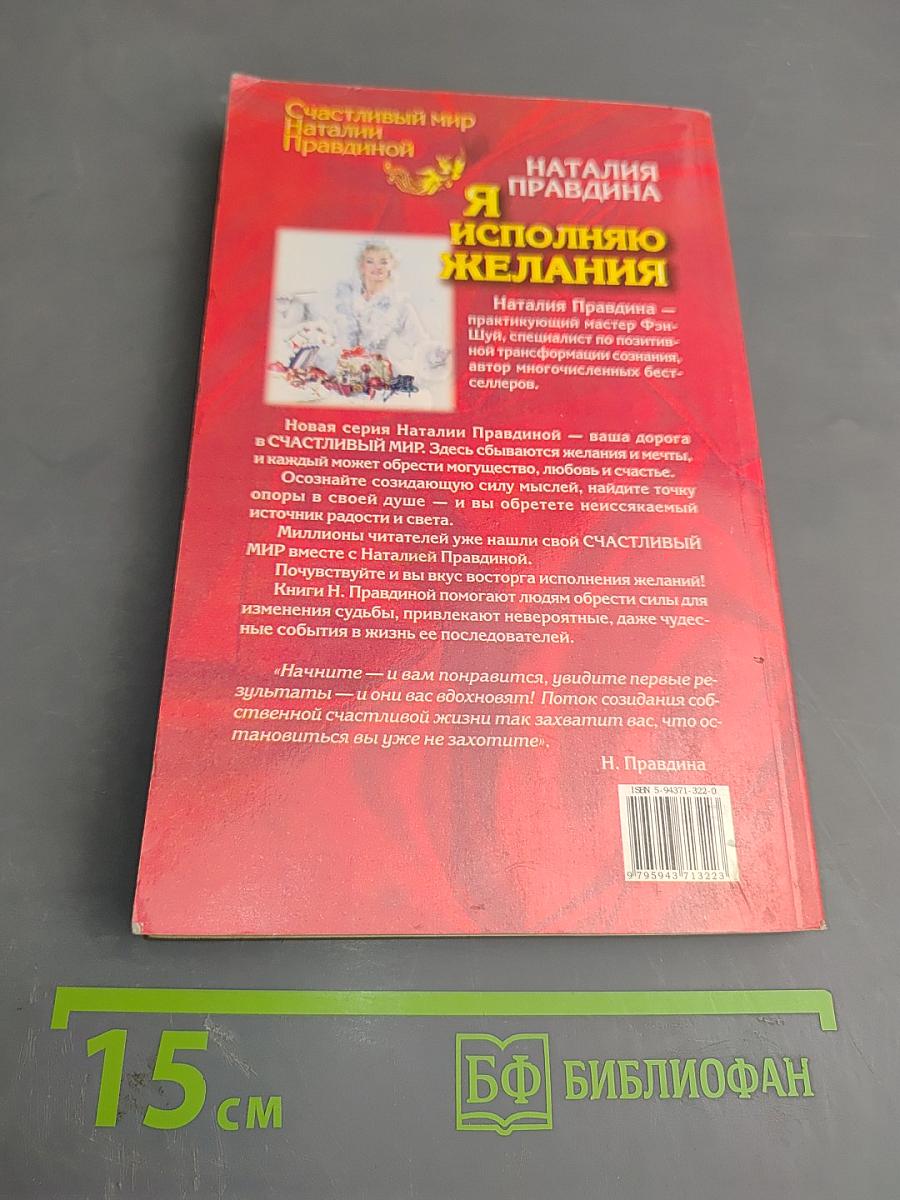 Счастливый мир
Наталии
Правдиной
НАТАЛИЯ
ПРАВДИНА
Я
ИСПОЛНЯЮ
ЖЕЛАНИЯ
Наталия Правдина —
практикующий мастер Фэн-
Шуй, специалист по позитив-
ной трансформации сознания,
автор многочисленных бест-
селлеров.
Новая серия Наталии Правдиной — ваша дорога
в СЧАСТЛИВЫЙ МИР. Здесь сбываются желания и мечты,
и каждый может обрести могущество, любовь и счастье.
Осознайте созидающую силу мыслей, найдите точку
опоры в своей душе — и вы обретете неиссякаемый
источник радости и света.
Миллионы читателей уже нашли свой СЧАСТЛИВЫЙ
МИР вместе с Наталией Правдиной.
Почувствуйте и вы вкус восторга исполнения желаний!
Книги Н. Правдиной помогают людям обрести силы для
изменения судьбы, привлекают невероятные, даже чудес-
ные события в жизнь ее последователей.
«Начните — и вам понравится, увидите первые ре-
зультаты — и они вас вдохновят! Поток созидания соб-
ственной счастливой жизни так захватит вас, что ос-
тановиться вы уже не захотите».
Н. Правдина
ISBN 5-94371-322-0
9 795943 713223
15 см
БФ БИБЛИОФАН